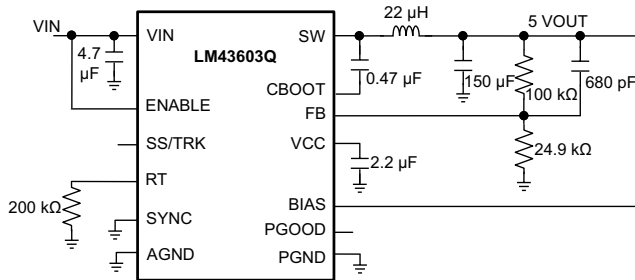 VIN
4.7
µF
VIN
LM43603Q
SW
22 µH
5 VOUT
0.47 µF
150 µF
100 kΩ
680 pF
CBOOT
ENABLE
FB
SS/TRK
VCC
24.9 kΩ
2.2 µF
RT
200 kΩ
BIAS
SYNC
PGOOD
AGND
PGND